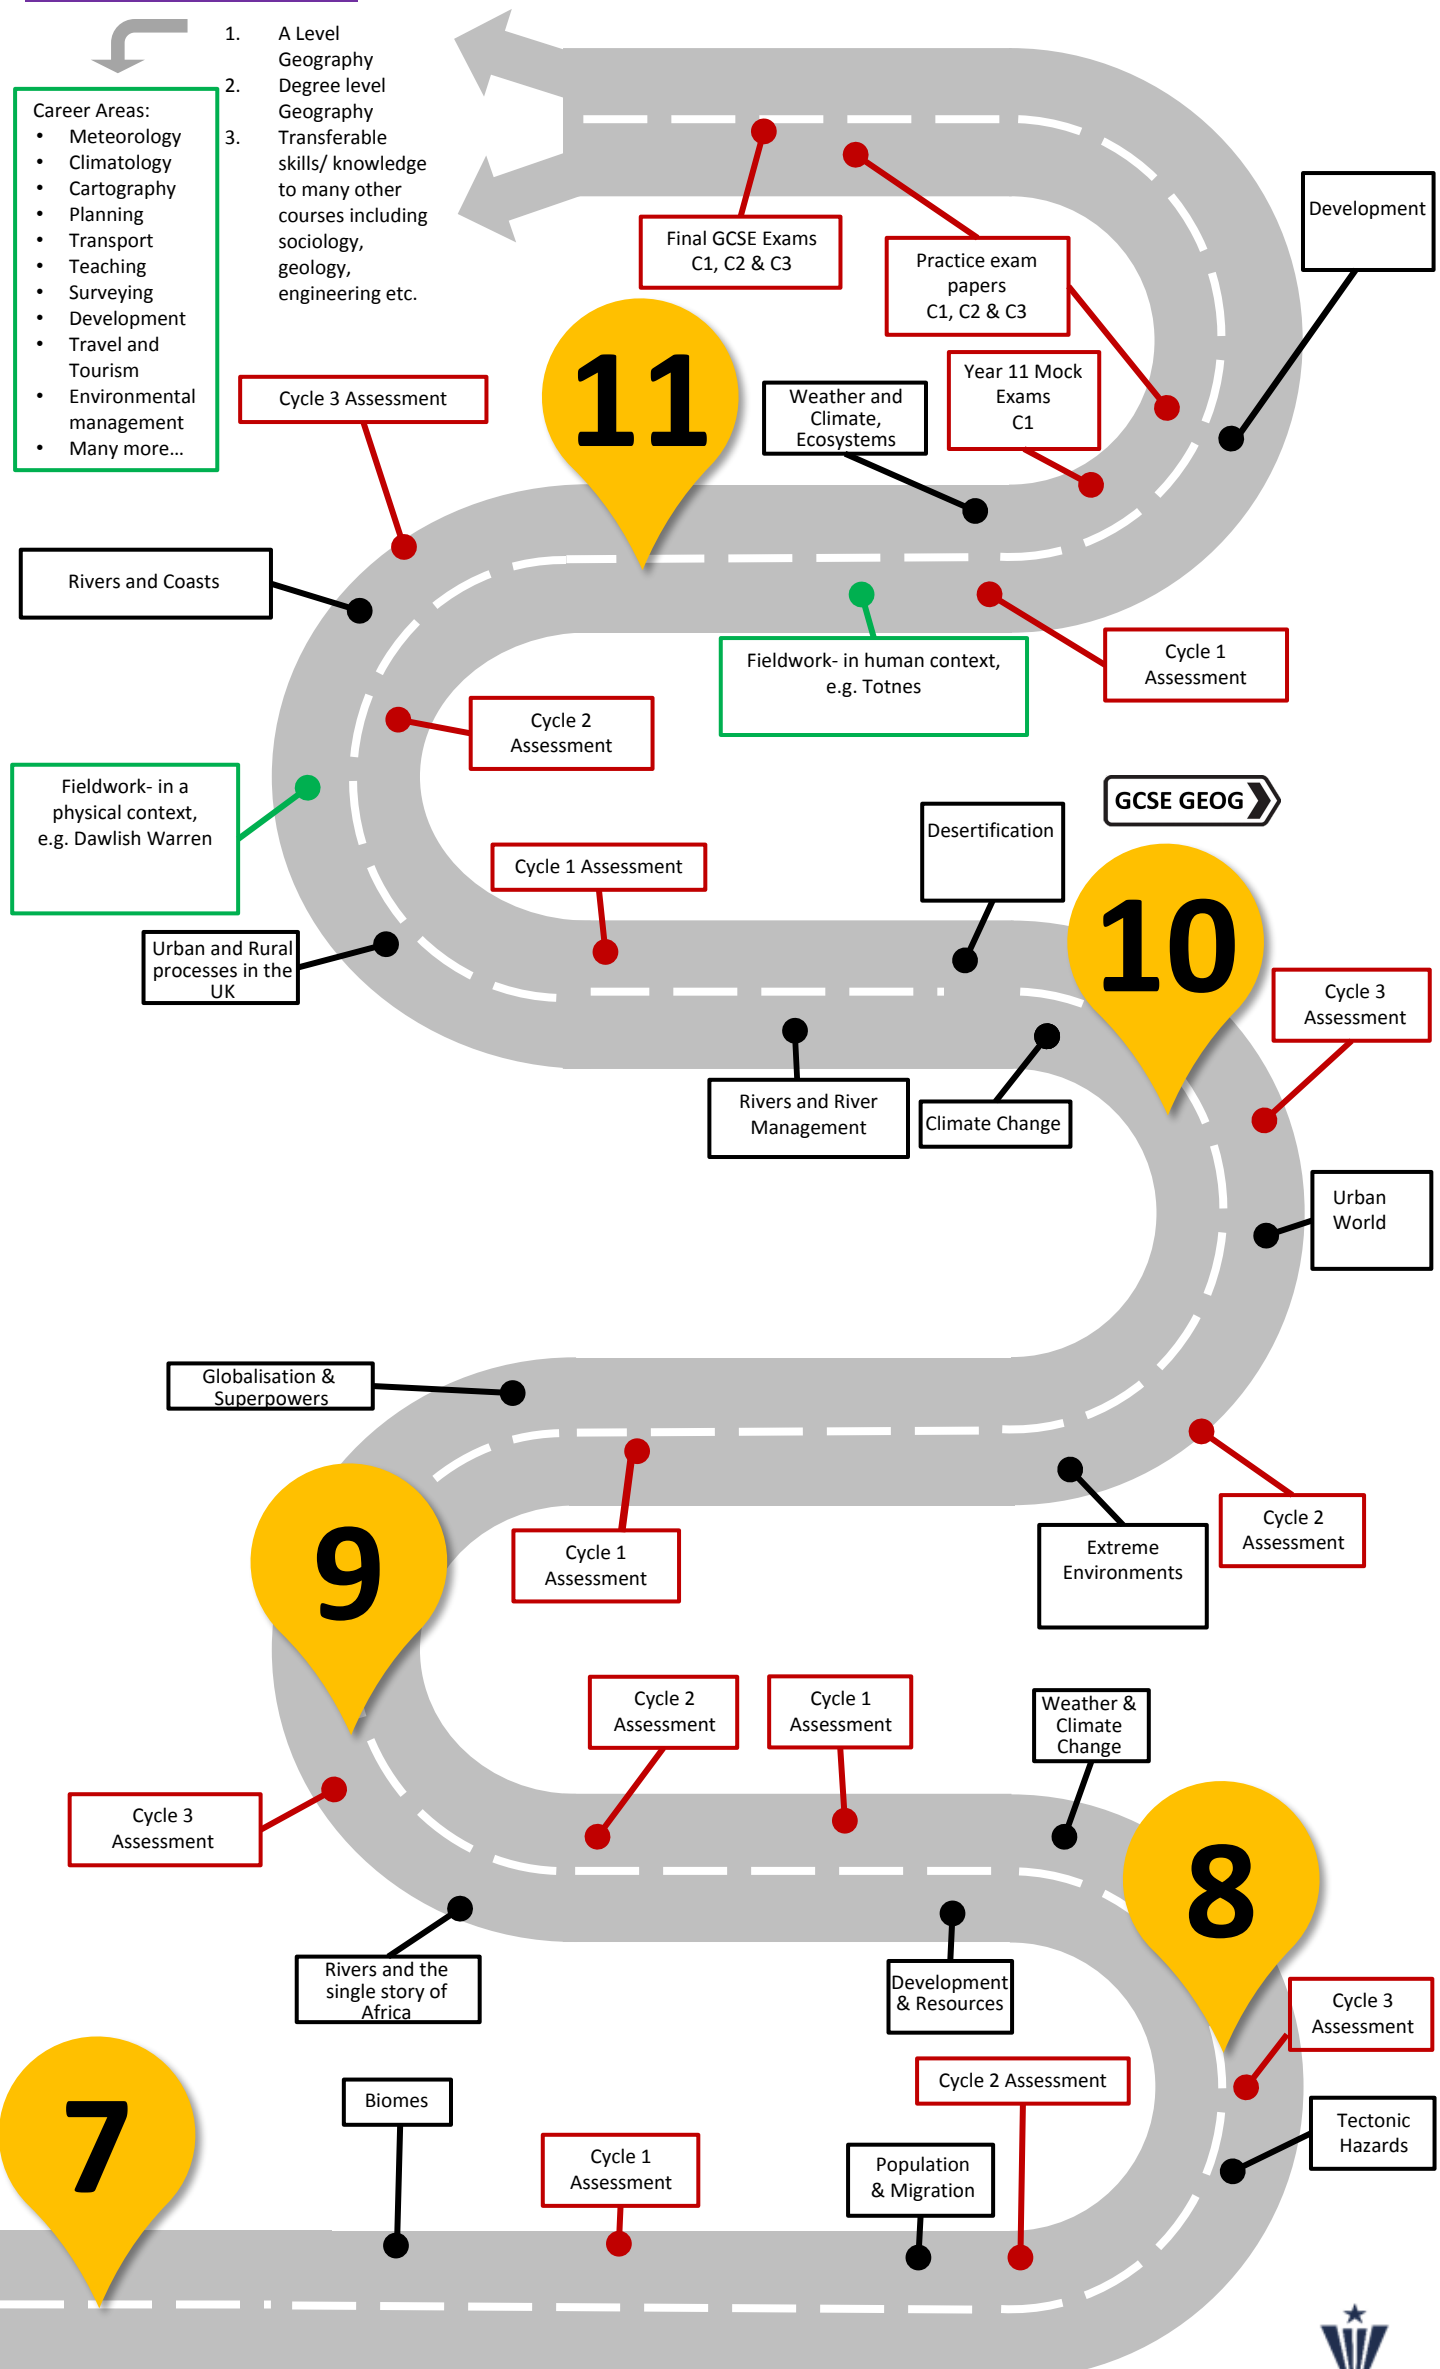 1. A Level
Geography
2. Degree level
Geography
3. Transferable
skills/ knowledge
to many other
courses including
sociology,
geology,
engineering etc.
Career Areas:
• Meteorology
• Climatology
• Cartography
• Planning
• Transport
• Teaching
• Surveying
• Development
• Travel and
Tourism
• Environmental
management
• Many more...
Final GCSE Exams
C1, C2 & C3
Practice exam
papers
C1, C2 & C3
Development
Year 11 Mock
Exams
C1
Weather and
Climate,
Ecosystems
11
Cycle 3 Assessment
Rivers and Coasts
Fieldwork- in human context,
e.g. Totnes
Cycle 1
Assessment
Cycle 2
Assessment
Fieldwork- in a
physical context,
e.g. Dawlish Warren
GCSE GEOG
Desertification
Cycle 1 Assessment
10
Urban and Rural
processes in the
UK
Cycle 3
Assessment
Rivers and River
Management
Climate Change
Urban
World
Globalisation &
Superpowers
Cycle 2
Assessment
Cycle 1
Assessment
Extreme
Environments
9
Cycle 2
Assessment
Cycle 1
Assessment
Weather &
Climate
Change
Cycle 3
Assessment
8
Rivers and the
single story of
Africa
Development
& Resources
Cycle 3
Assessment
Cycle 2 Assessment
Biomes
7
Cycle 1
Assessment
Population
& Migration
Tectonic
Hazards